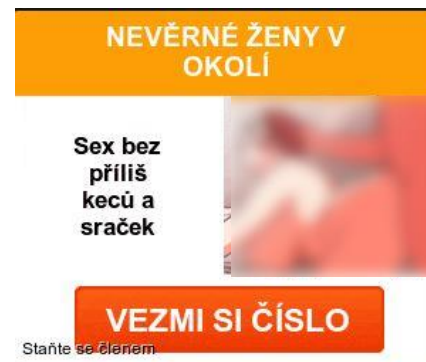 NEVĚRNÉ ŽENY V
OKOLÍ
Sex bez
příliš
keců a
sraček
VEZMI SI ČÍSLO
Staňte se členem